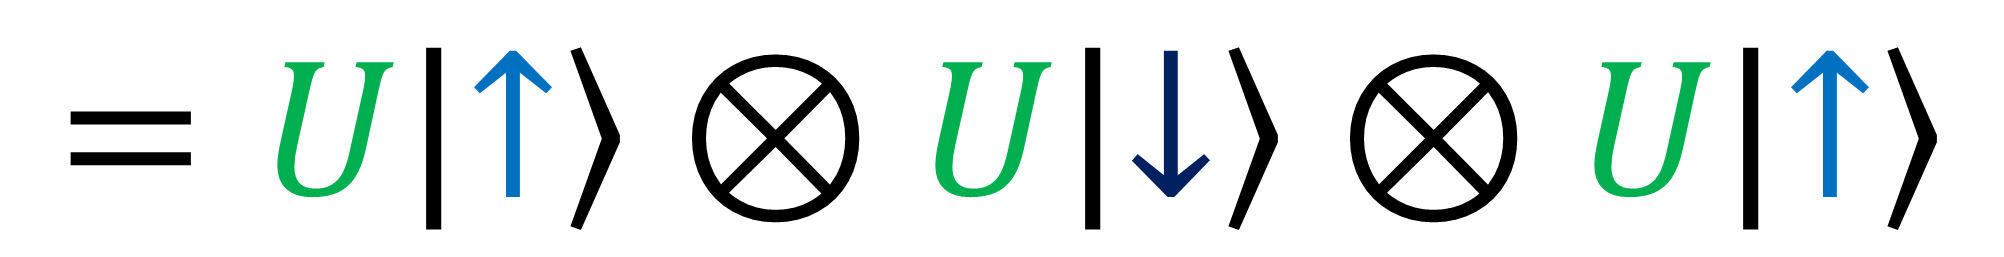 = U|↑⟩ ⊗ U|↓⟩ ⊗ U|↑⟩